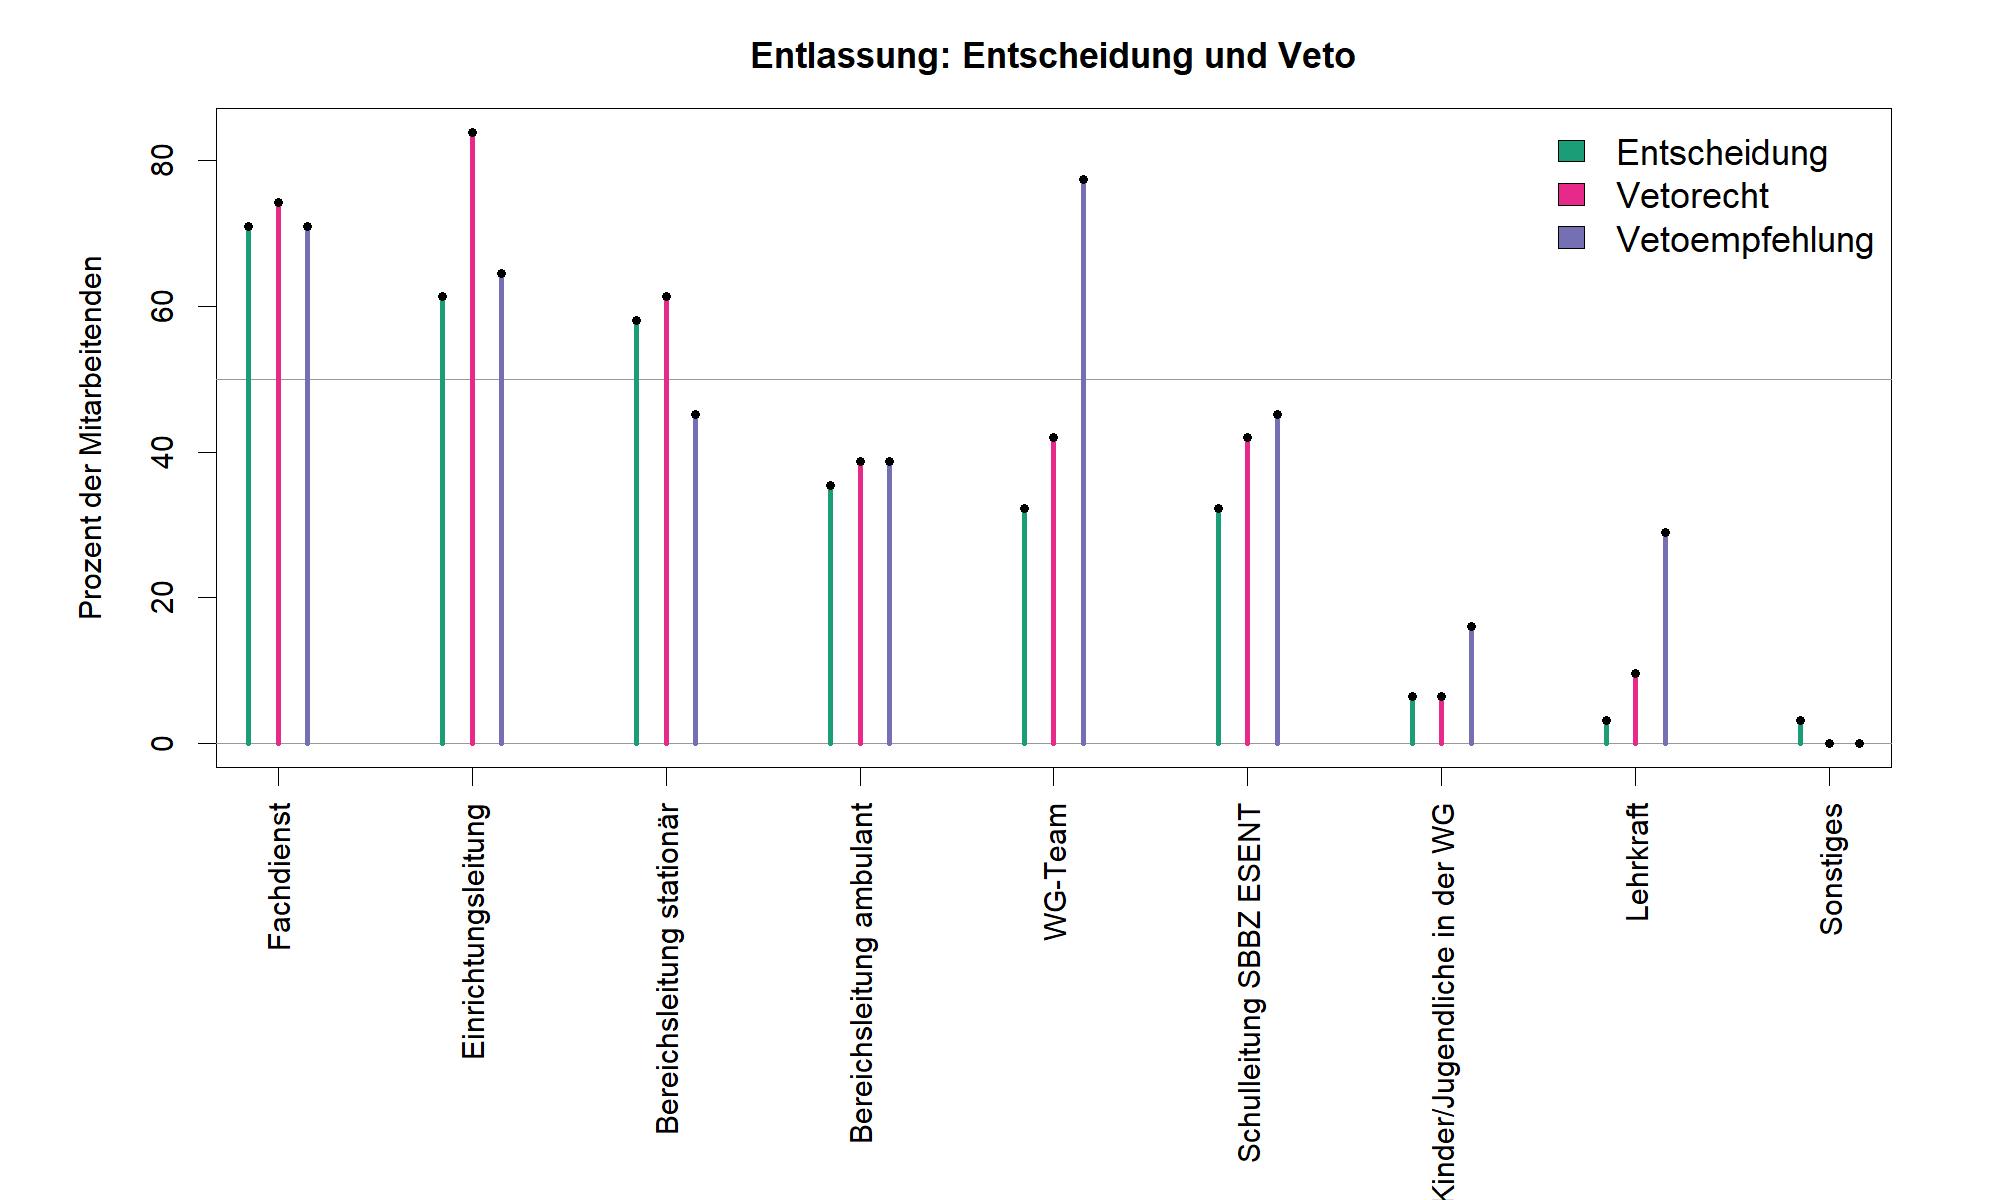 Entlassung: Entscheidung und Veto
Entscheidung
Vetorecht
Vetoempfehlung
Prozent der Mitarbeitenden
80
60
40
20
0
Fachdienst
Einrichtungsleitung
Bereichsleitung stationär
Bereichsleitung ambulant
WG-Team
Schulleitung SBBZ ESENT
Kinder/Jugendliche in der WG
Lehrkraft
Sonstiges